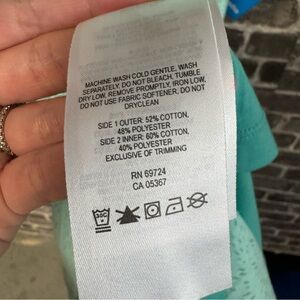 MACHINE WASH COLD GENTLE, WASH
SEPARATELY. DO NOT BLEACH. TUMBLE
DRY LOW, REMOVE PROMPTLY, IRON LOW,
DO NOT USE FABRIC SOFTENER, DO NOT
DRYCLEAN
SIDE 1 OUTER: 52% COTTON,
48% POLYESTER
SIDE 2 INNER: 60% COTTON,
40% POLYESTER
EXCLUSIVE OF TRIMMING
RN 69724
CA 05367